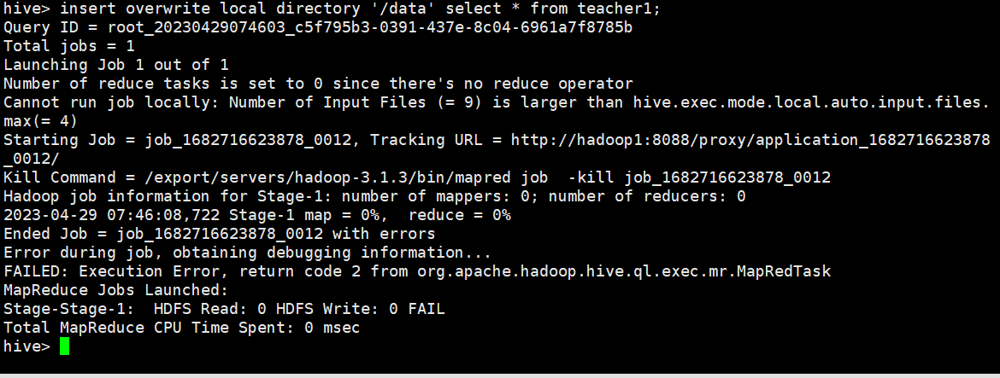 hive> insert overwrite local directory '/data' select * from teacher1;
Query ID = root_20230429074603_c5f795b3-0391-437e-8c04-6961a7f8785b
Total jobs = 1
Launching Job 1 out of 1
Number of reduce tasks is set to 0 since there's no reduce operator
Cannot run job locally: Number of Input Files (= 9) is larger than hive.exec.mode.local.auto.input.files.
max(= 4)
Starting Job = job_1682716623878_0012, Tracking URL = http://hadoop1:8088/proxy/application_1682716623878
_0012/
Kill Command = /export/servers/hadoop-3.1.3/bin/mapred job  -kill job_1682716623878_0012
Hadoop job information for Stage-1: number of mappers: 0; number of reducers: 0
2023-04-29 07:46:08,722 Stage-1 map = 0%,  reduce = 0%
Ended Job = job_1682716623878_0012 with errors
Error during job, obtaining debugging information...
FAILED: Execution Error, return code 2 from org.apache.hadoop.hive.ql.exec.mr.MapRedTask
MapReduce Jobs Launched:
Stage-Stage-1:  HDFS Read: 0 HDFS Write: 0 FAIL
Total MapReduce CPU Time Spent: 0 msec
hive>